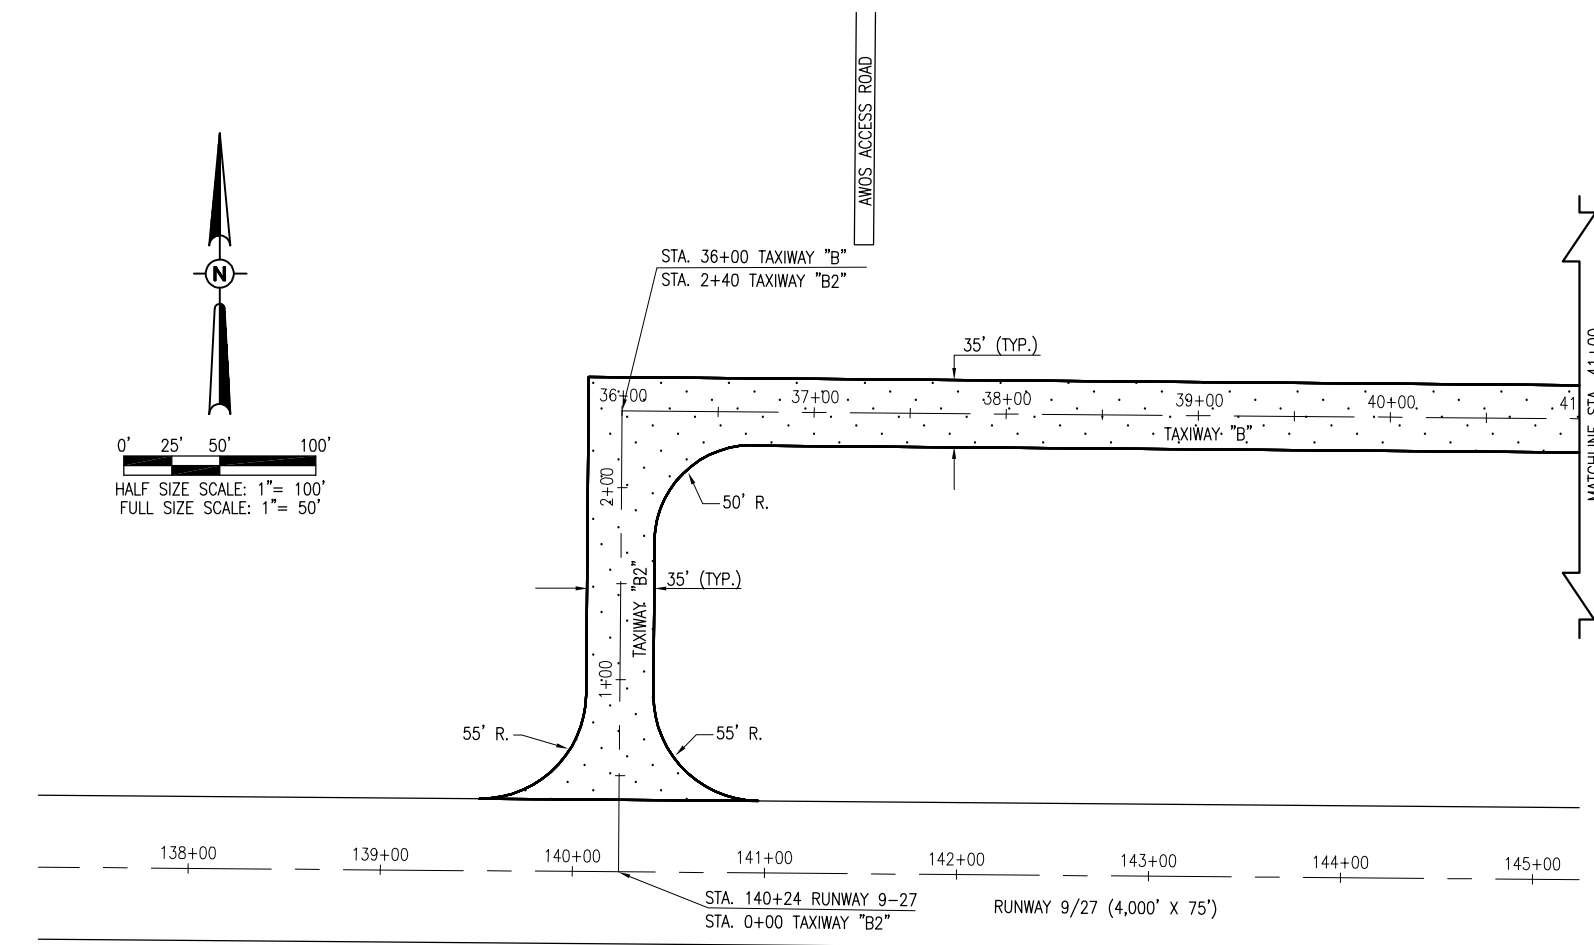 AWOS ACCESS ROAD
STA. 36+00 TAXIWAY "B"
STA. 2+40 TAXIWAY "B2"
N
35' (TYP.)
36+00
37+00
38+00
39+00
40+00
41
TAXIWAY "B"
MATCHLINE STA. 41+00
0' 25' 50' 100'
HALF SIZE SCALE: 1"= 100'
FULL SIZE SCALE: 1"= 50'
2+00
50' R.
35' (TYP.)
TAXIWAY "B2"
1+00
55' R.
55' R.
138+00
139+00
140+00
141+00
142+00
143+00
144+00
145+00
STA. 140+24 RUNWAY 9-27
STA. 0+00 TAXIWAY "B2"
RUNWAY 9/27 (4,000' X 75')